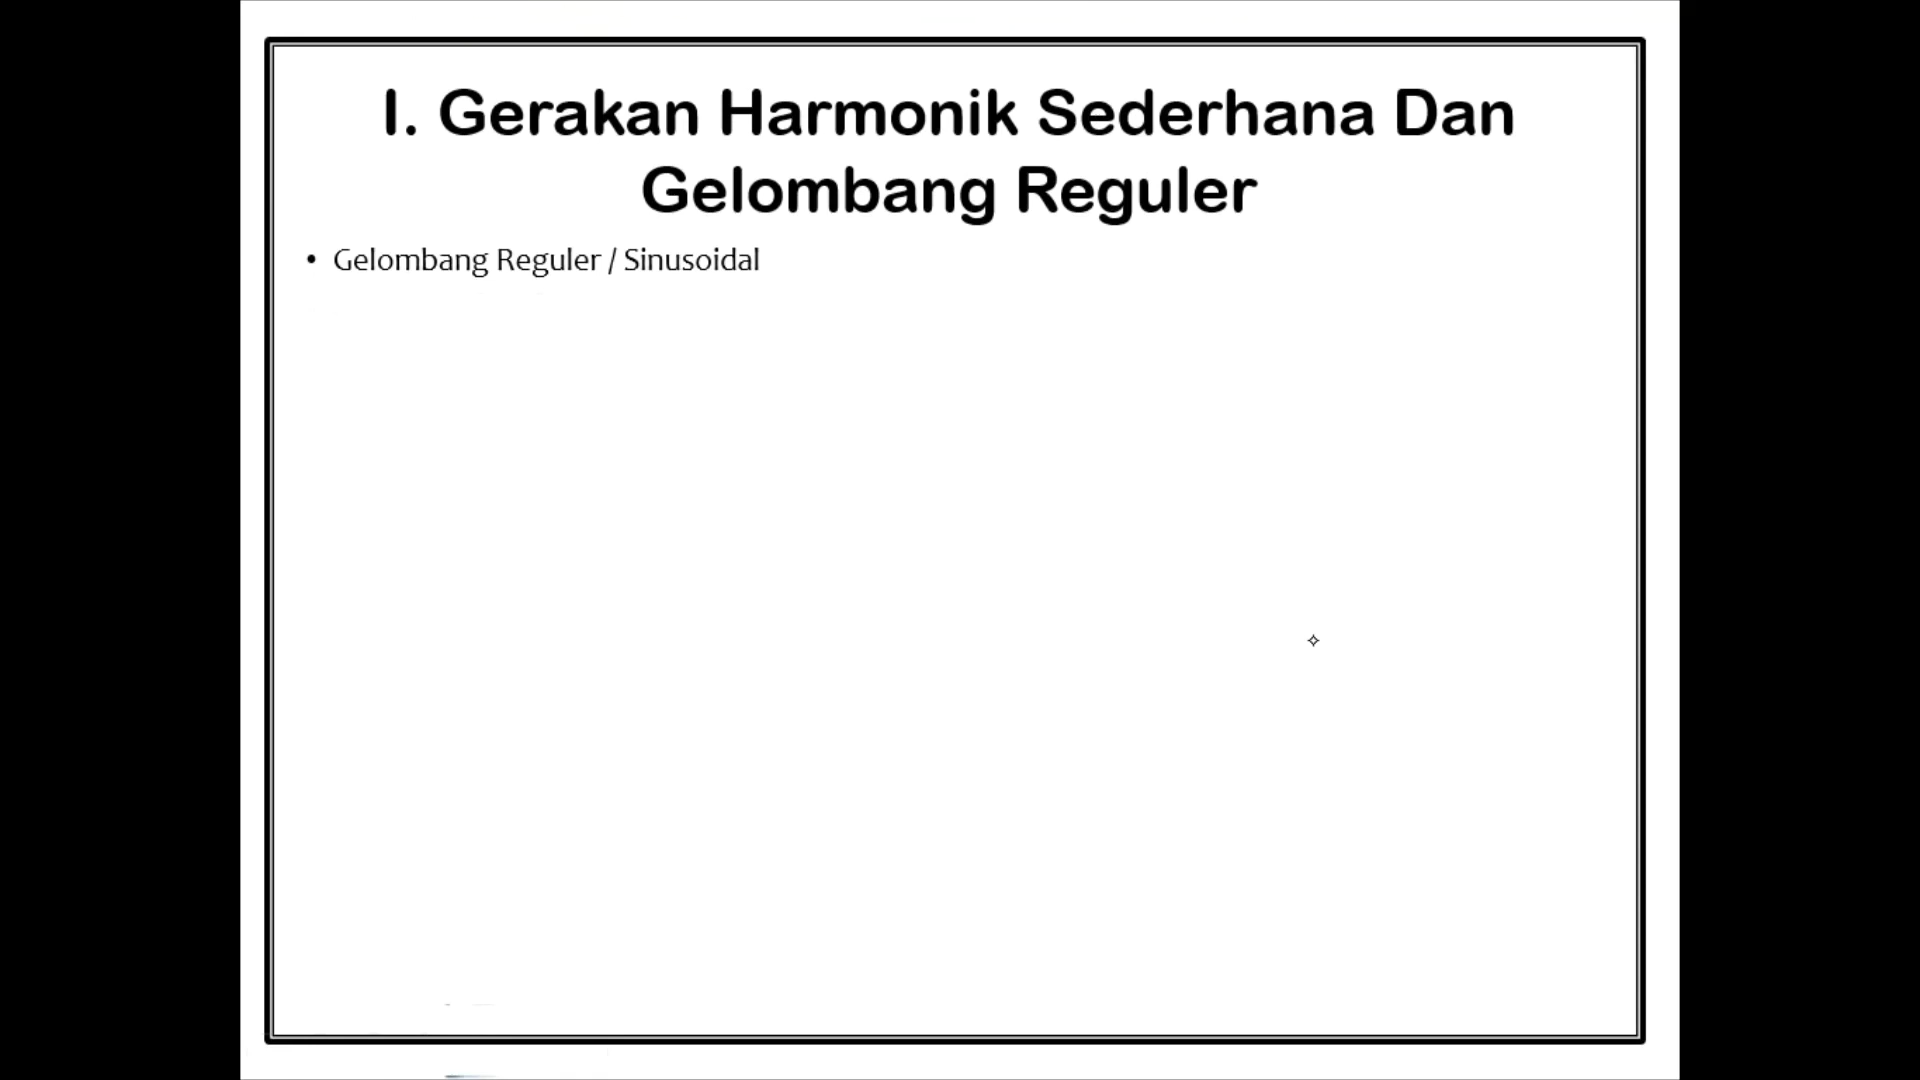 I. Gerakan Harmonik Sederhana Dan
Gelombang Reguler
• Gelombang Reguler / Sinusoidal